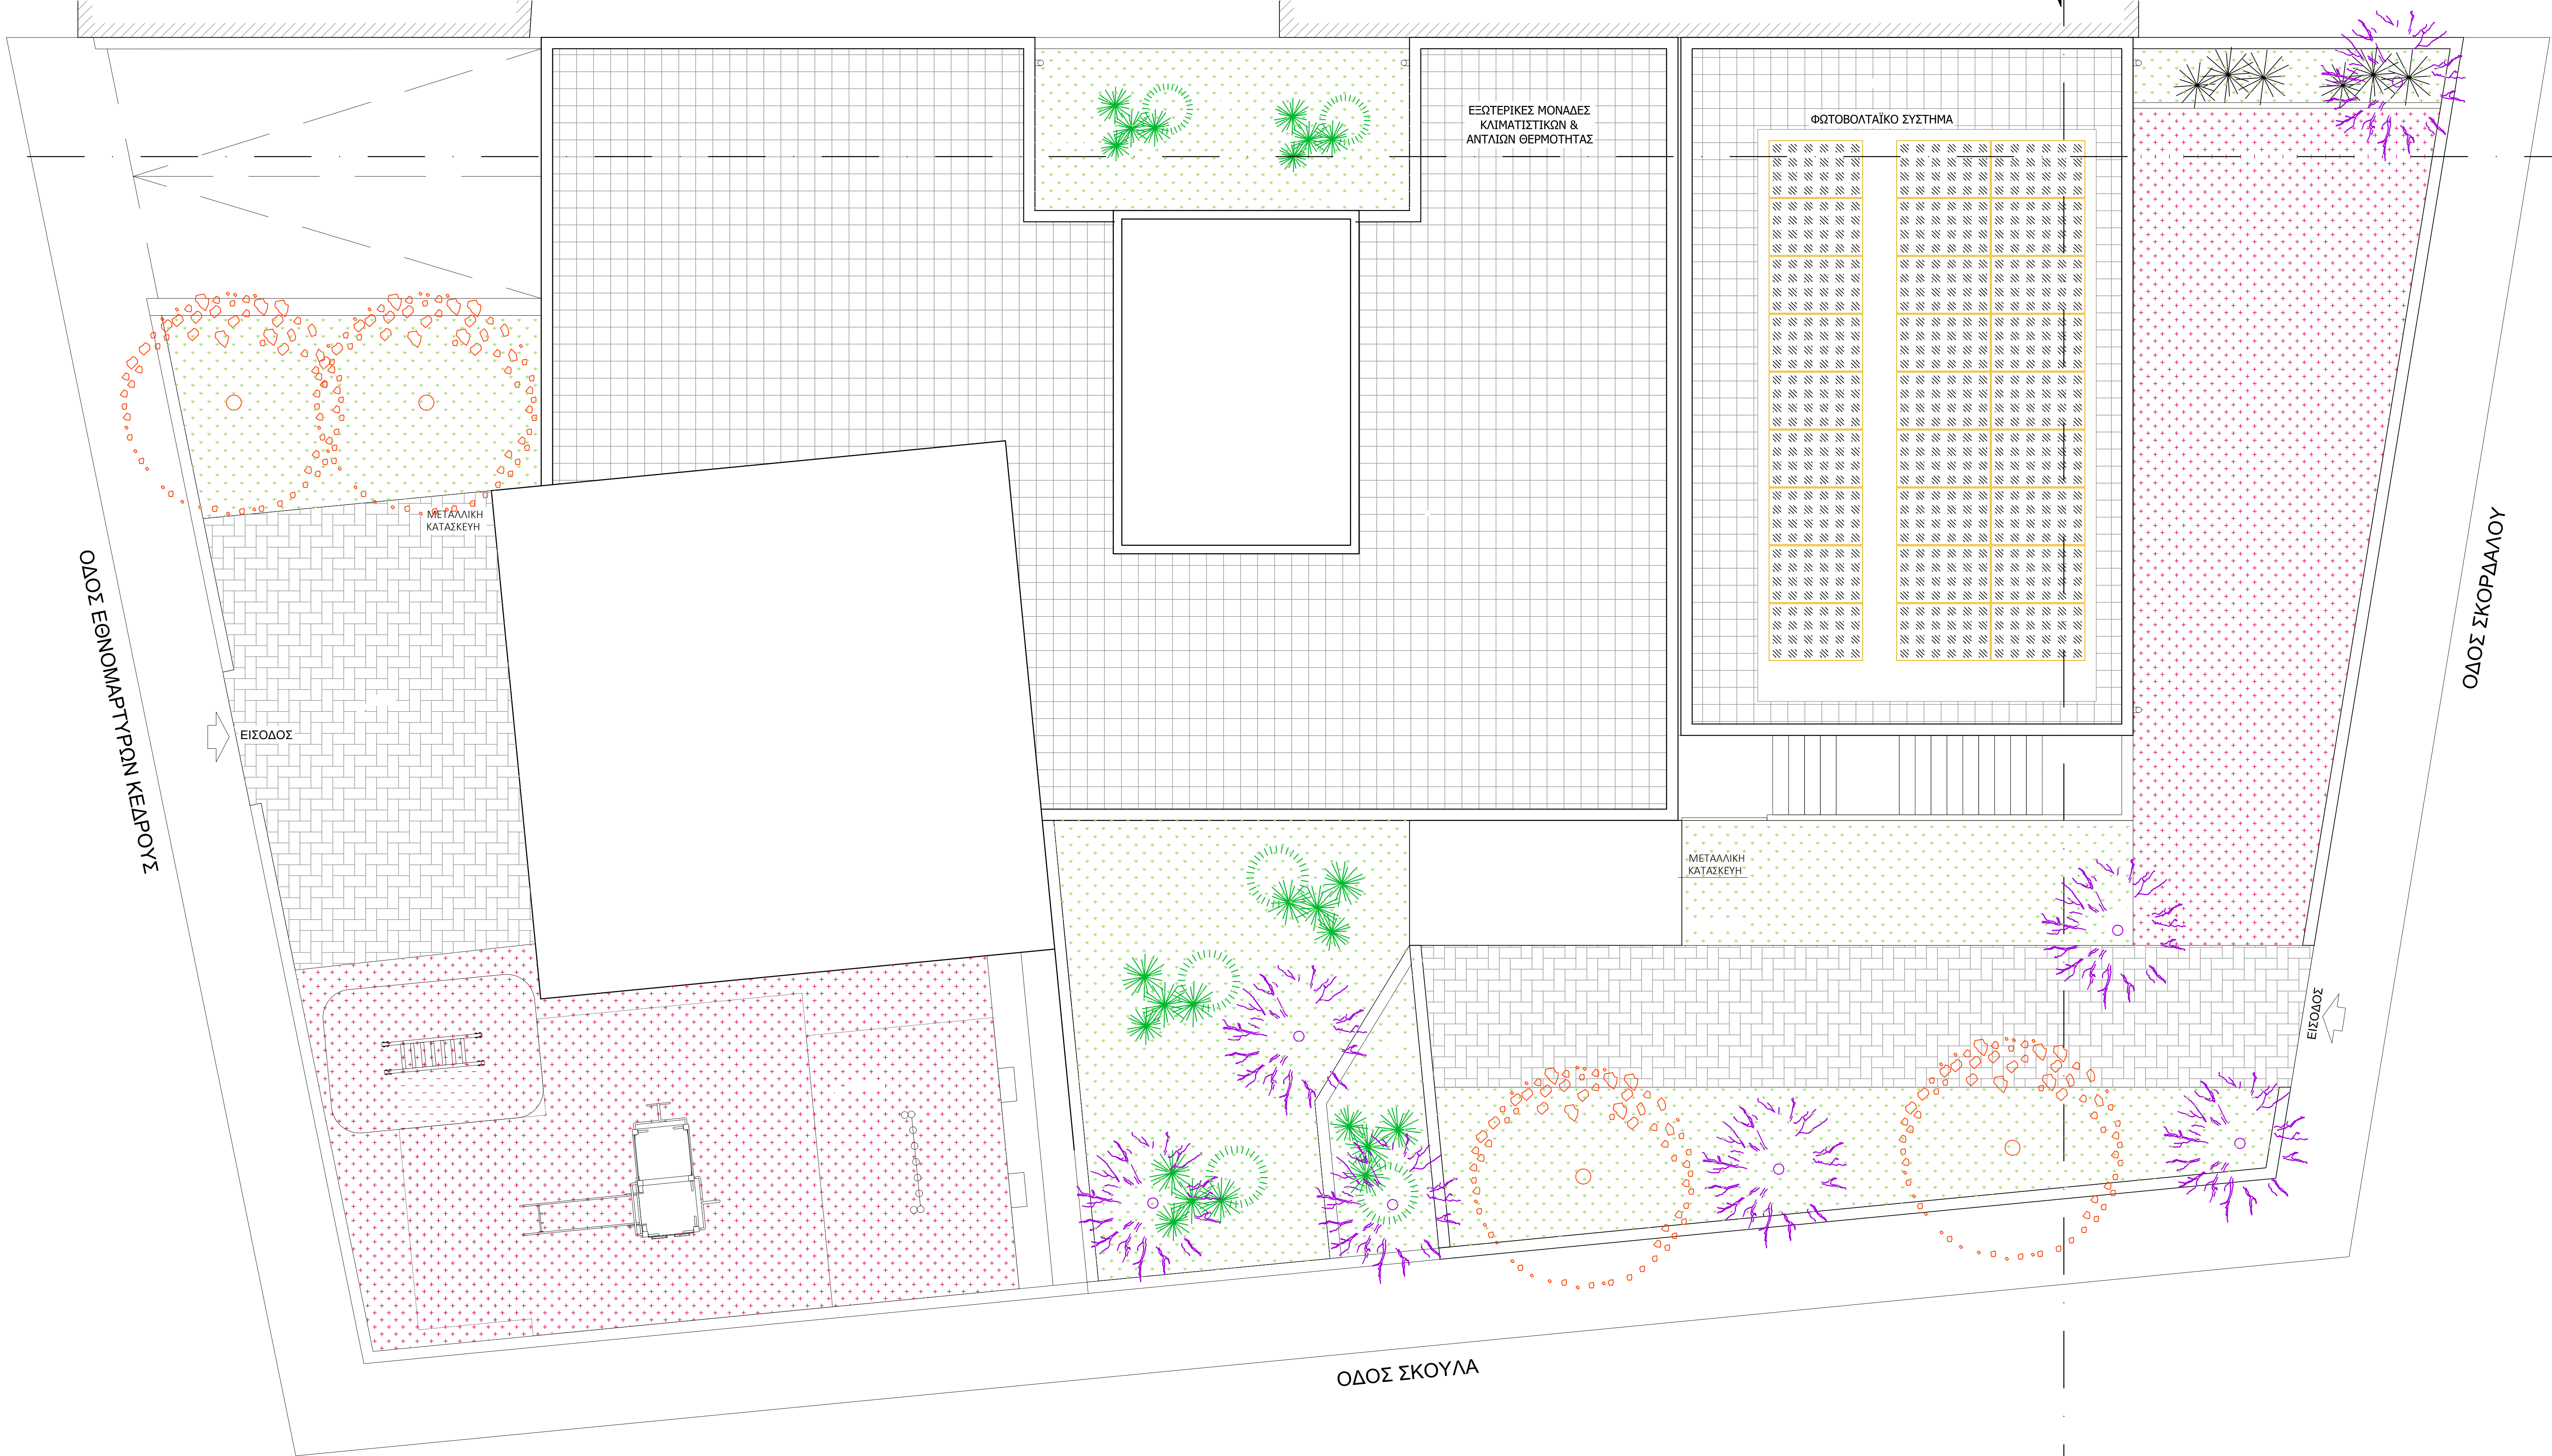 ΕΞΩΤΕΡΙΚΕΣ ΜΟΝΑΔΕΣ
ΚΛΙΜΑΤΙΣΤΙΚΩΝ &
ΑΝΤΛΙΩΝ ΘΕΡΜΟΤΗΤΑΣ
ΦΩΤΟΒΟΛΤΑΪΚΟ ΣΥΣΤΗΜΑ
ΜΕΤΑΛΛΙΚΗ
ΚΑΤΑΣΚΕΥΗ
ΟΔΟΣ ΕΘΝΟΜΑΡΤΥΡΩΝ ΚΕΔΡΟΥΣ
ΕΙΣΟΔΟΣ
ΟΔΟΣ ΣΚΟΡΔΑΛΟΥ
ΜΕΤΑΛΛΙΚΗ
ΚΑΤΑΣΚΕΥΗ
ΕΙΣΟΔΟΣ
ΟΔΟΣ ΣΚΟΥΛΑ